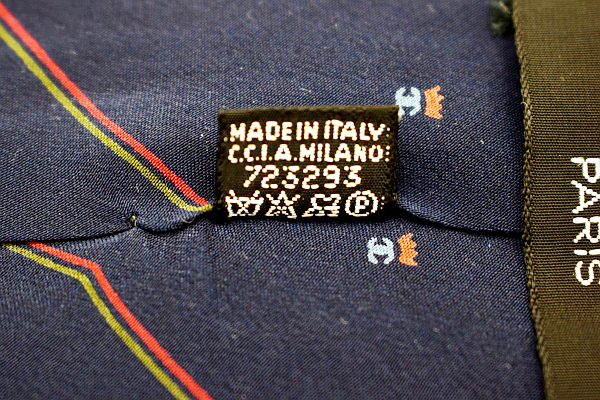 MADE IN ITALY
C.C.I.A. MILANO
723293
P
PARIS